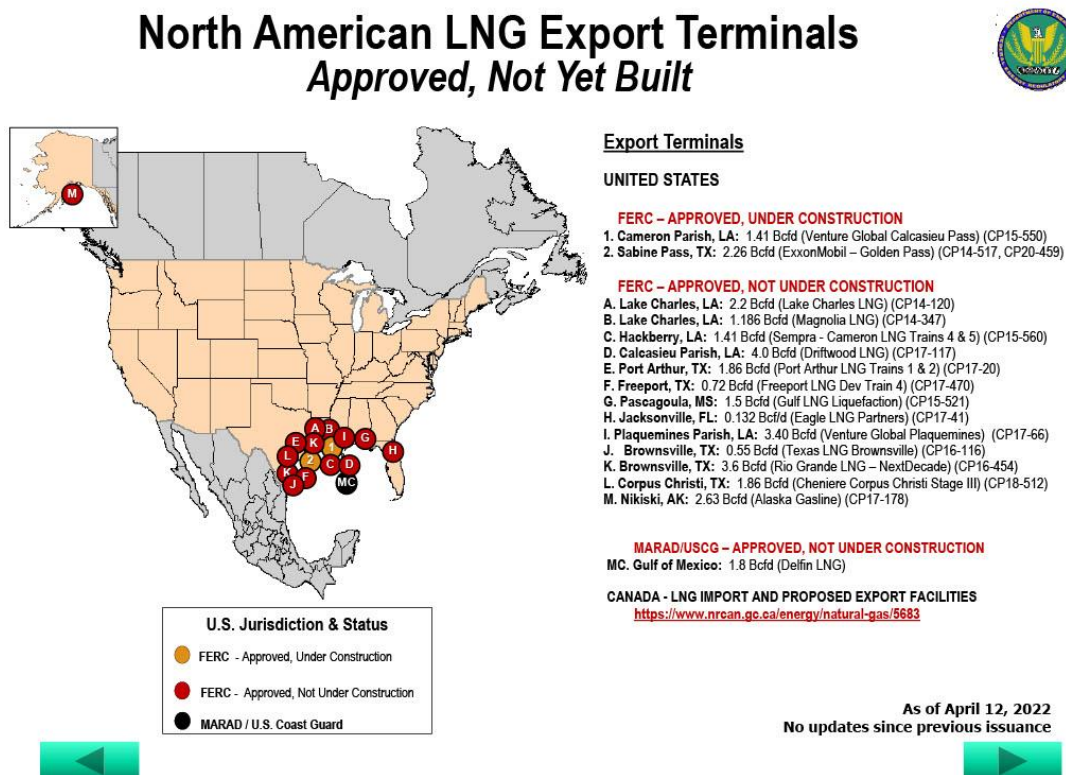 North American LNG Export Terminals
Approved, Not Yet Built
Export Terminals
UNITED STATES
FERC – APPROVED, UNDER CONSTRUCTION
1. Cameron Parish, LA: 1.41 Bcfd (Venture Global Calcasieu Pass) (CP15-550)
2. Sabine Pass, TX: 2.26 Bcfd (ExxonMobil – Golden Pass) (CP14-517, CP20-459)
FERC – APPROVED, NOT UNDER CONSTRUCTION
A. Lake Charles, LA: 2.2 Bcfd (Lake Charles LNG) (CP14-120)
B. Lake Charles, LA: 1.186 Bcfd (Magnolia LNG) (CP14-347)
C. Hackberry, LA: 1.41 Bcfd (Sempra - Cameron LNG Trains 4 & 5) (CP15-560)
D. Calcasieu Parish, LA: 4.0 Bcfd (Driftwood LNG) (CP17-117)
E. Port Arthur, TX: 1.86 Bcfd (Port Arthur LNG Trains 1 & 2) (CP17-20)
F. Freeport, TX: 0.72 Bcfd (Freeport LNG Dev Train 4) (CP17-470)
G. Pascagoula, MS: 1.5 Bcfd (Gulf LNG Liquefaction) (CP15-521)
H. Jacksonville, FL: 0.132 Bcf/d (Eagle LNG Partners) (CP17-41)
I. Plaquemines Parish, LA: 3.40 Bcfd (Venture Global Plaquemines) (CP17-66)
J. Brownsville, TX: 0.55 Bcfd (Texas LNG Brownsville) (CP16-116)
K. Brownsville, TX: 3.6 Bcfd (Rio Grande LNG – NextDecade) (CP16-454)
L. Corpus Christi, TX: 1.86 Bcfd (Cheniere Corpus Christi Stage III) (CP18-512)
M. Nikiski, AK: 2.63 Bcfd (Alaska Gasline) (CP17-178)
MARAD/USCG – APPROVED, NOT UNDER CONSTRUCTION
MC. Gulf of Mexico: 1.8 Bcfd (Delfin LNG)
CANADA - LNG IMPORT AND PROPOSED EXPORT FACILITIES
https://www.nrcan.gc.ca/energy/natural-gas/5683
M
A B
E K 1 I G
H
L 2 C D
K F MC
J
U.S. Jurisdiction & Status
FERC - Approved, Under Construction
FERC - Approved, Not Under Construction
MARAD / U.S. Coast Guard
As of April 12, 2022
No updates since previous issuance